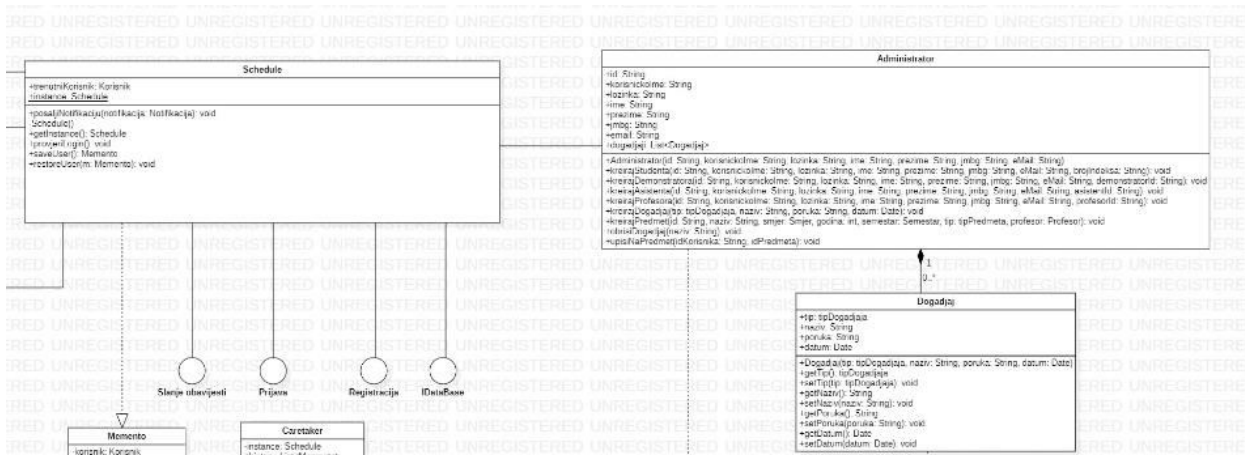 Schedule
+trenutniKorisnik: Korisnik
-instance: Schedule
+posaljiNotifikaciju(notifikacija: Notifikacija): void
-Schedule()
+getInstance(): Schedule
+provjeriLogin(): void
+saveUser(): Memento
+restoreUser(m: Memento): void
Administrator
+id: String
+korisnickoIme: String
+lozinka: String
+ime: String
+prezime: String
+jmbg: String
+email: String
+dogadjaji: List<Dogadjaj>
+Administrator(id: String, korisnickoIme: String, lozinka: String, ime: String, prezime: String, jmbg: String, eMail: String)
+kreirajStudenta(id: String, korisnickoIme: String, lozinka: String, ime: String, prezime: String, jmbg: String, eMail: String, brojIndeksa: String): void
+kreirajDemonstratora(id: String, korisnickoIme: String, lozinka: String, ime: String, prezime: String, jmbg: String, eMail: String, demonstratorId: String): void
+kreirajAsistenta(id: String, korisnickoIme: String, lozinka: String, ime: String, prezime: String, jmbg: String, eMail: String, asistentId: String): void
+kreirajProfesora(id: String, korisnickoIme: String, lozinka: String, ime: String, prezime: String, jmbg: String, eMail: String, profesorId: String): void
+kreirajDogadjaj(tip: tipDogadjaja, naziv: String, poruka: String, datum: Date): void
+kreirajPredmet(id: String, naziv: String, smjer: Smjer, godina: int, semestar: Semestar, tip: tipPredmeta, profesor: Profesor): void
+obrisiDogadjaj(naziv: String): void
+upisiNaPredmet(idKorisnika: String, idPredmeta): void
1
0..*
Dogadjaj
+tip: tipDogadjaja
+naziv: String
+poruka: String
+datum: Date
+Dogadjaj(tip: tipDogadjaja, naziv: String, poruka: String, datum: Date)
+getTip(): tipDogadjaja
+setTip(tip: tipDogadjaja): void
+getNaziv(): String
+setNaziv(naziv: String): void
+getPoruka(): String
+setPoruka(poruka: String): void
+getDatum(): Date
+setDatum(datum: Date): void
Slanje obavijesti
Prijava
Registracija
IDataBase
Memento
-korisnik: Korisnik
Caretaker
-instance: Schedule
UNREGISTERED